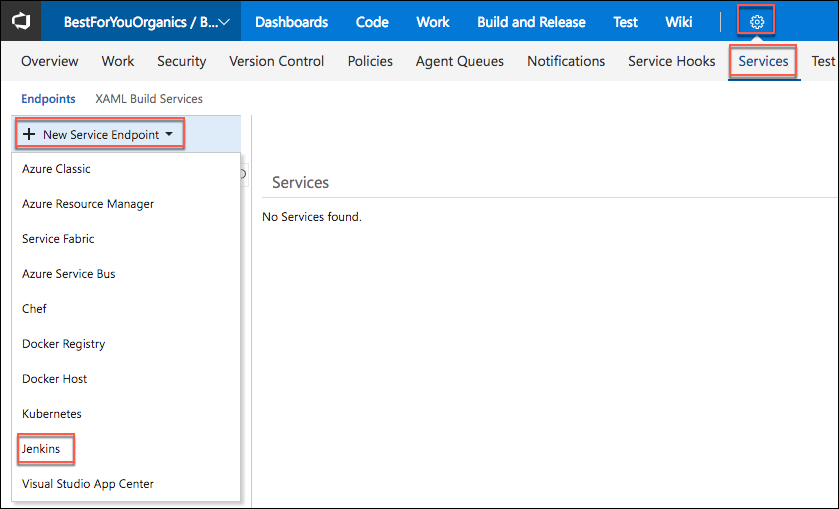 BestForYouOrganics / B... Dashboards Code Work Build and Release Test Wiki
Overview Work Security Version Control Policies Agent Queues Notifications Service Hooks Services Test
Endpoints XAML Build Services
+ New Service Endpoint
Azure Classic
Azure Resource Manager
Service Fabric
Azure Service Bus
Chef
Docker Registry
Docker Host
Kubernetes
Jenkins
Visual Studio App Center
Services
No Services found.